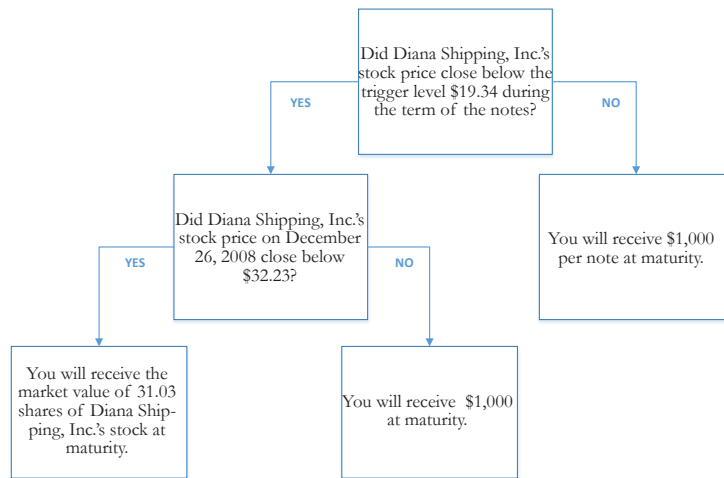 Did Diana Shipping, Inc.'s
stock price close below the
trigger level $19.34 during
the term of the notes?
YES
NO
Did Diana Shipping, Inc.'s
stock price on December
26, 2008 close below
$32.23?
You will receive $1,000
per note at maturity.
YES
NO
You will receive the
market value of 31.03
shares of Diana Ship-
ping, Inc.'s stock at
maturity.
You will receive $1,000
at maturity.